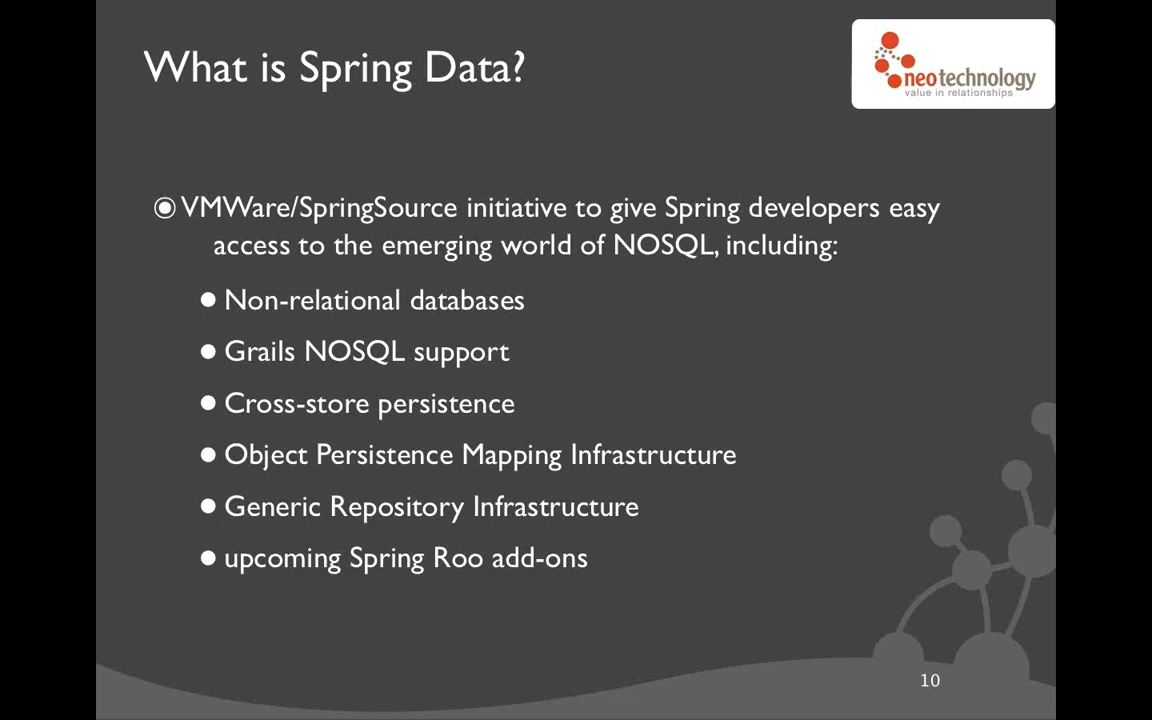 What is Spring Data?
neotechnology
value in relationships
◉ VMWare/SpringSource initiative to give Spring developers easy
access to the emerging world of NOSQL, including:
● Non-relational databases
● Grails NOSQL support
● Cross-store persistence
● Object Persistence Mapping Infrastructure
● Generic Repository Infrastructure
● upcoming Spring Roo add-ons
10